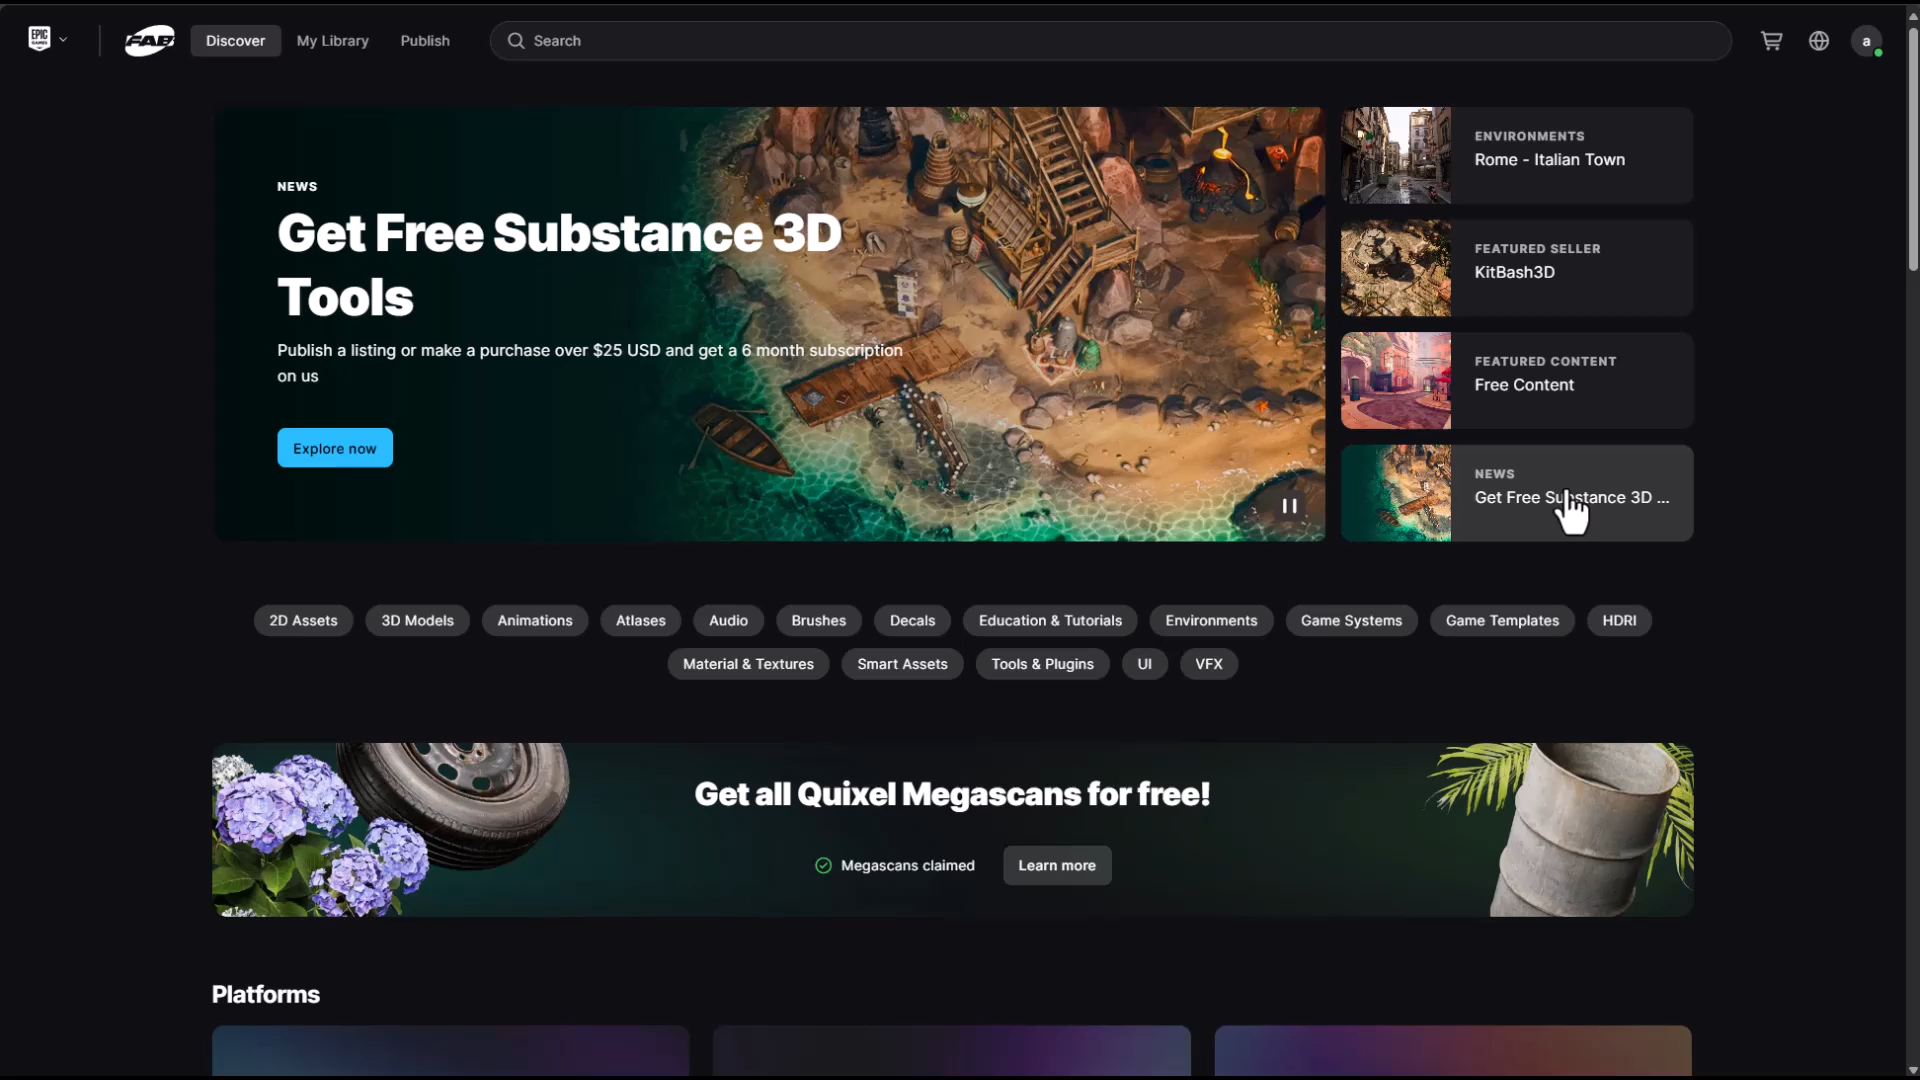 EPIC GAMES
FAB
Discover
My Library
Publish
Search
a
NEWS
Get Free Substance 3D
Tools
Publish a listing or make a purchase over $25 USD and get a 6 month subscription
on us
Explore now
ENVIRONMENTS
Rome - Italian Town
FEATURED SELLER
KitBash3D
FEATURED CONTENT
Free Content
NEWS
Get Free Substance 3D ...
2D Assets
3D Models
Animations
Atlases
Audio
Brushes
Decals
Education & Tutorials
Environments
Game Systems
Game Templates
HDRI
Material & Textures
Smart Assets
Tools & Plugins
UI
VFX
Get all Quixel Megascans for free!
Megascans claimed
Learn more
Platforms